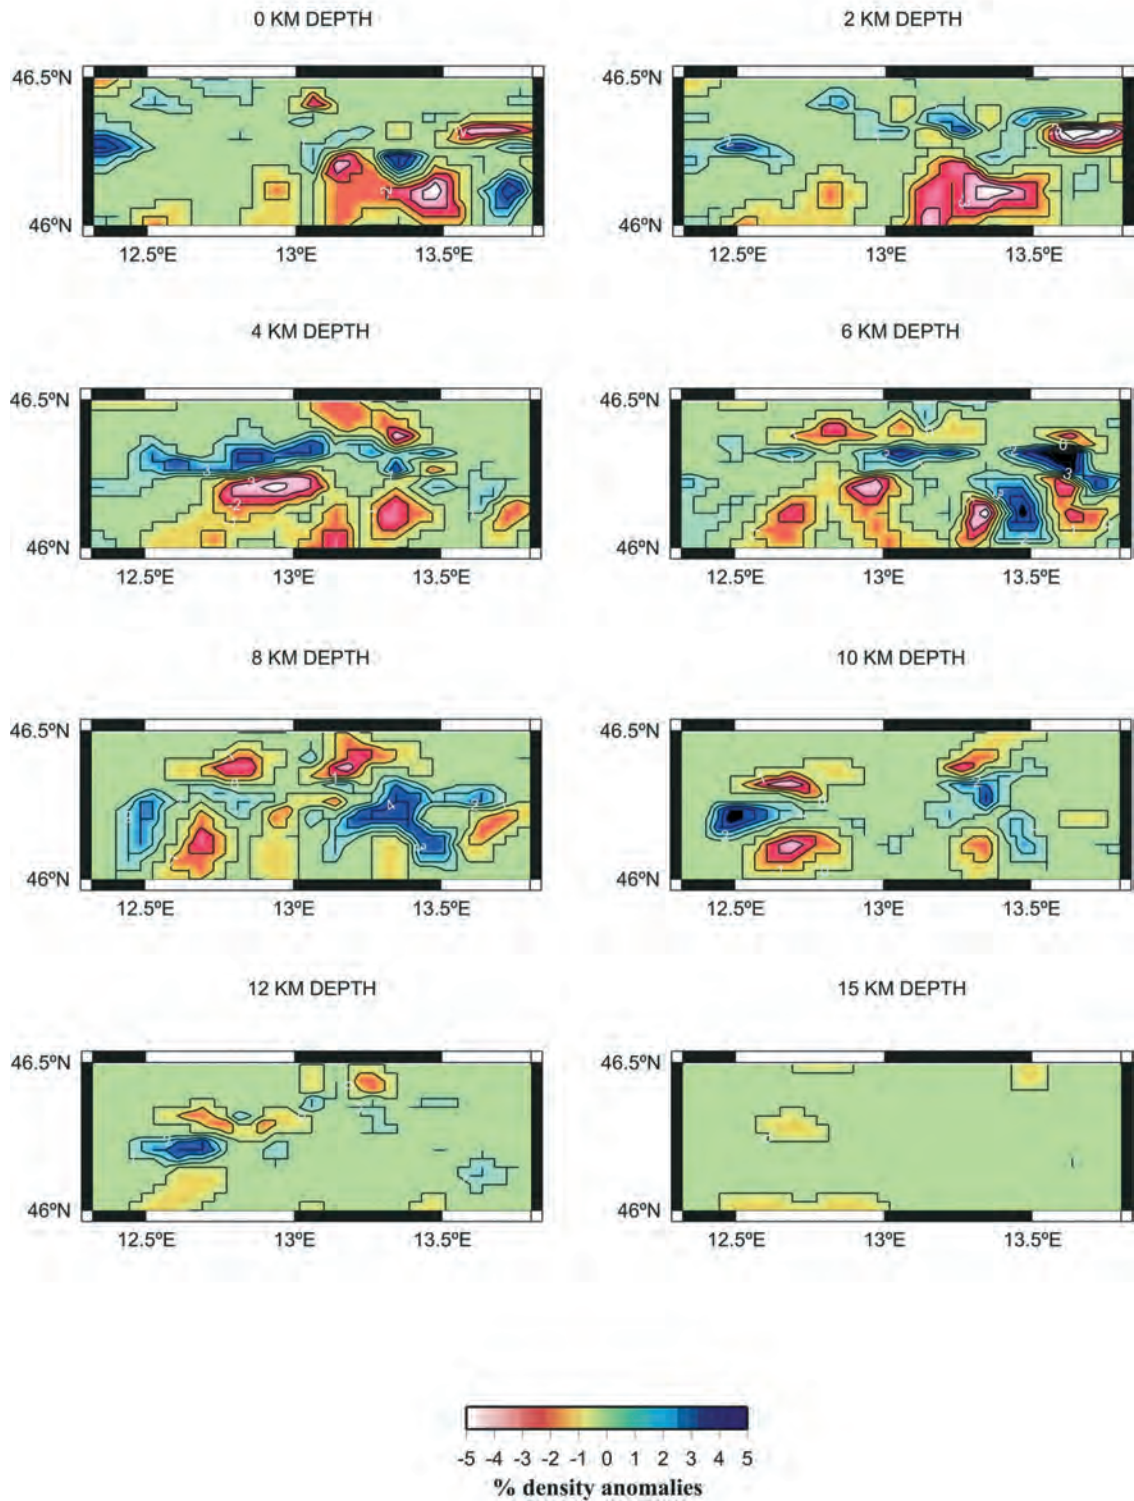 0 KM DEPTH
2 KM DEPTH
46.5ºN
46.5ºN
46ºN
46ºN
12.5ºE 13ºE 13.5ºE
12.5ºE 13ºE 13.5ºE
4 KM DEPTH
6 KM DEPTH
46.5ºN
46.5ºN
46ºN
46ºN
12.5ºE 13ºE 13.5ºE
12.5ºE 13ºE 13.5ºE
8 KM DEPTH
10 KM DEPTH
46.5ºN
46.5ºN
46ºN
46ºN
12.5ºE 13ºE 13.5ºE
12.5ºE 13ºE 13.5ºE
12 KM DEPTH
15 KM DEPTH
46.5ºN
46.5ºN
46ºN
46ºN
12.5ºE 13ºE 13.5ºE
12.5ºE 13ºE 13.5ºE
-5 -4 -3 -2 -1 0 1 2 3 4 5
% density anomalies